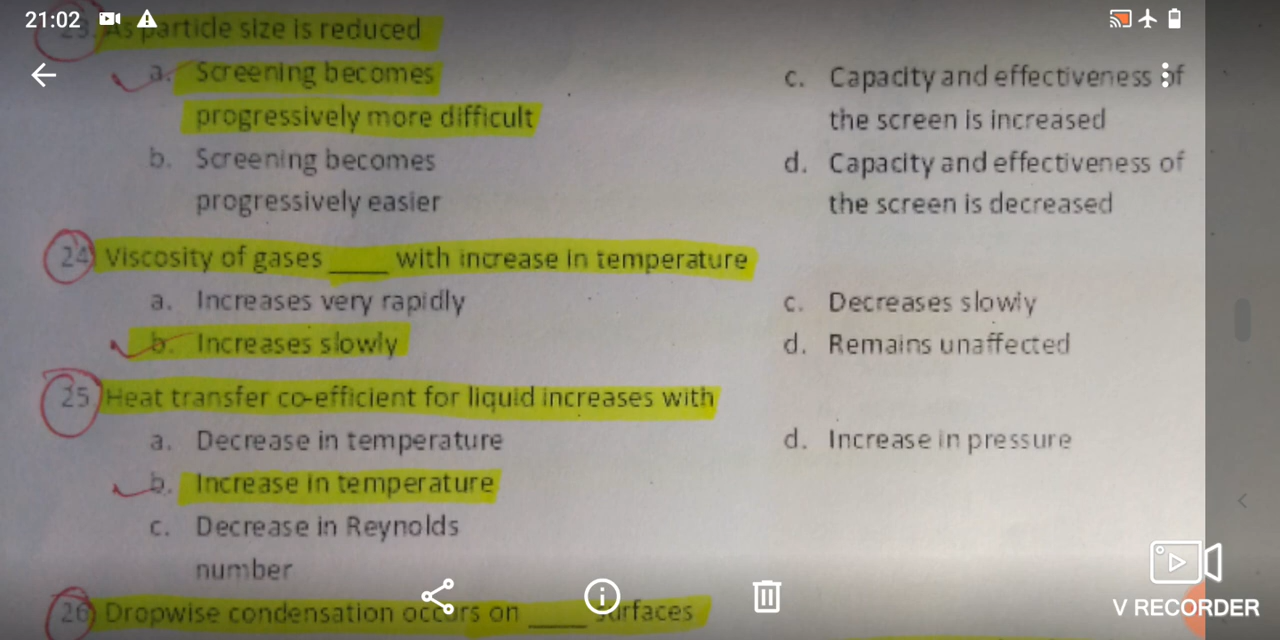 21:02
23. As particle size is reduced
a. Screening becomes
progressively more difficult
b. Screening becomes
progressively easier
c. Capacity and effectiveness of
the screen is increased
d. Capacity and effectiveness of
the screen is decreased
24 Viscosity of gases ____ with increase in temperature
a. Increases very rapidly
b. Increases slowly
c. Decreases slowly
d. Remains unaffected
25 Heat transfer co-efficient for liquid increases with
a. Decrease in temperature
b. Increase in temperature
c. Decrease in Reynolds
number
d. Increase in pressure
26 Dropwise condensation occurs on ____ surfaces
V RECORDER